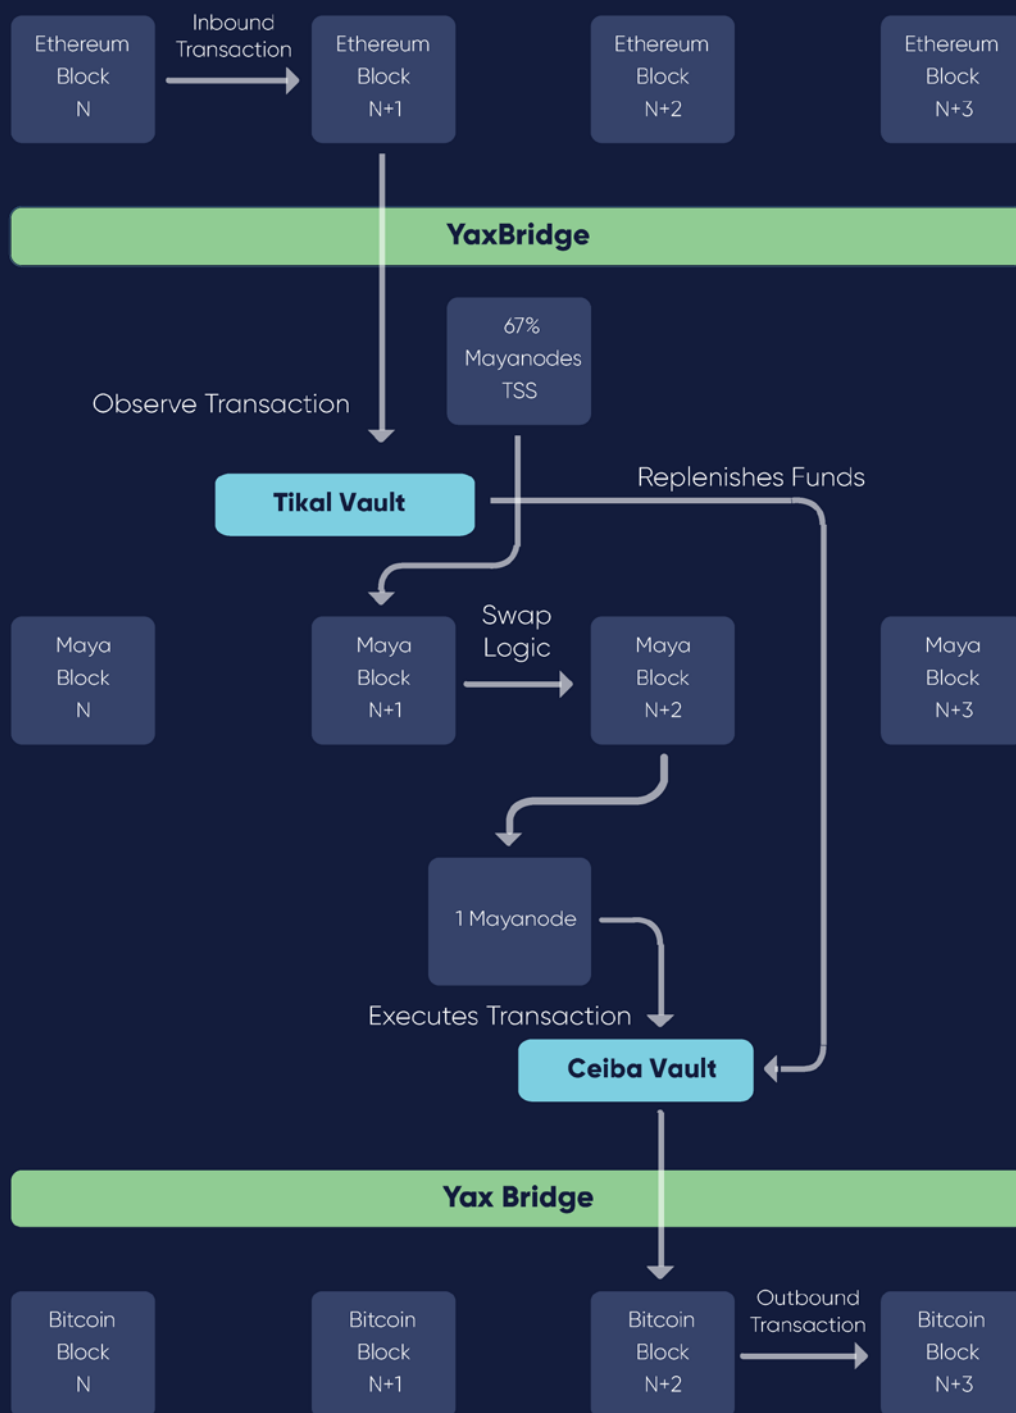 Ethereum
Block
N
Inbound
Transaction
Ethereum
Block
N+1
Ethereum
Block
N+2
Ethereum
Block
N+3
YaxBridge
67%
Mayanodes
TSS
Observe Transaction
Tikal Vault
Replenishes Funds
Maya
Block
N
Maya
Block
N+1
Swap
Logic
Maya
Block
N+2
Maya
Block
N+3
1 Mayanode
Executes Transaction
Ceiba Vault
Yax Bridge
Bitcoin
Block
N
Bitcoin
Block
N+1
Bitcoin
Block
N+2
Outbound
Transaction
Bitcoin
Block
N+3